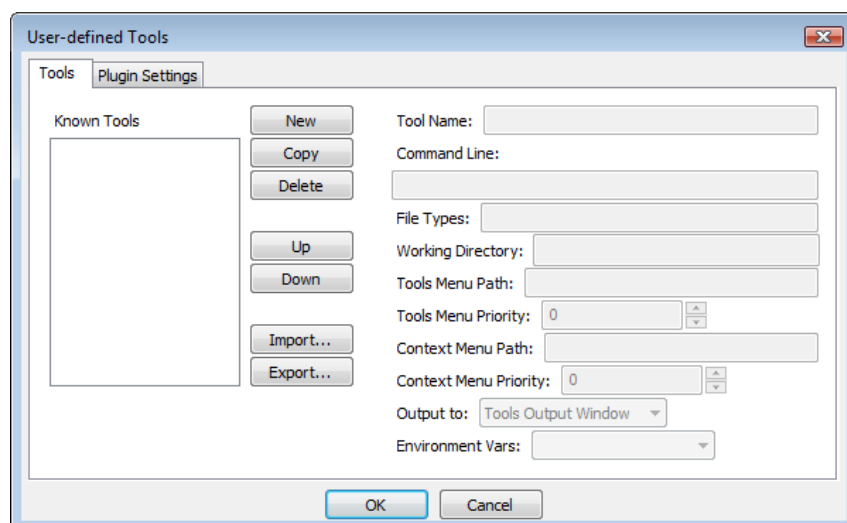 User-defined Tools
Tools
Plugin Settings
Known Tools
New
Copy
Delete
Up
Down
Import...
Export...
Tool Name:
Command Line:
File Types:
Working Directory:
Tools Menu Path:
Tools Menu Priority: 0
Context Menu Path:
Context Menu Priority: 0
Output to: Tools Output Window
Environment Vars:
OK
Cancel